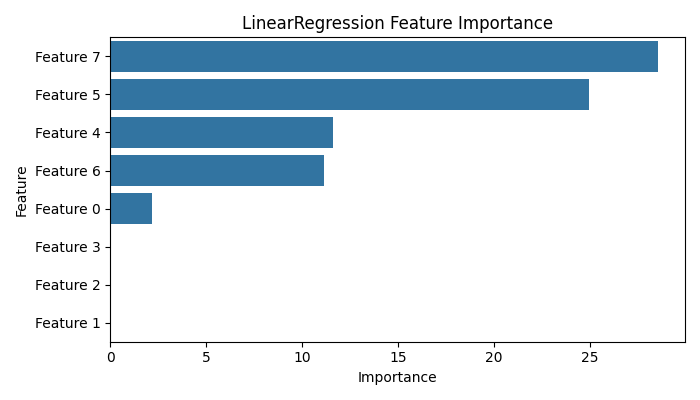 LinearRegression Feature Importance
Feature 7
Feature 5
Feature 4
Feature 6
Feature 0
Feature 3
Feature 2
Feature 1
Feature
0 5 10 15 20 25
Importance